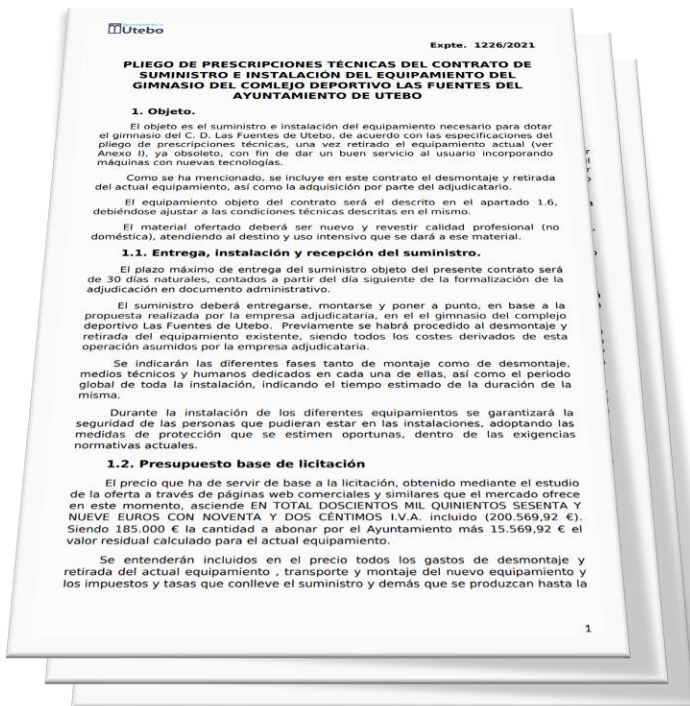 Utebo
Expte. 1226/2021
PLIEGO DE PRESCRIPCIONES TÉCNICAS DEL CONTRATO DE
SUMINISTRO E INSTALACIÓN DEL EQUIPAMIENTO DEL
GIMNASIO DEL COMLEJO DEPORTIVO LAS FUENTES DEL
AYUNTAMIENTO DE UTEBO
1. Objeto.
El objeto es el suministro e instalación del equipamiento necesario para dotar
el gimnasio del C. D. Las Fuentes de Utebo, de acuerdo con las especificaciones del
pliego de prescripciones técnicas, una vez retirado el equipamiento actual (ver
Anexo I), ya obsoleto, con fin de dar un buen servicio al usuario incorporando
máquinas con nuevas tecnologías.
Como se ha mencionado, se incluye en este contrato el desmontaje y retirada
del actual equipamiento, así como la adquisición por parte del adjudicatario.
El equipamiento objeto del contrato será el descrito en el apartado 1.6,
debiéndose ajustar a las condiciones técnicas descritas en el mismo.
El material ofertado deberá ser nuevo y revestir calidad profesional (no
doméstica), atendiendo al destino y uso intensivo que se dará a ese material.
1.1. Entrega, instalación y recepción del suministro.
El plazo máximo de entrega del suministro objeto del presente contrato será
de 30 días naturales, contados a partir del día siguiente de la formalización de la
adjudicación en documento administrativo.
El suministro deberá entregarse, montarse y poner a punto, en base a la
propuesta realizada por la empresa adjudicataria, en el el gimnasio del complejo
deportivo Las Fuentes de Utebo. Previamente se habrá procedido al desmontaje y
retirada del equipamiento existente, siendo todos los costes derivados de esta
operación asumidos por la empresa adjudicataria.
Se indicarán las diferentes fases tanto de montaje como de desmontaje,
medios técnicos y humanos dedicados en cada una de ellas, así como el periodo
global de toda la instalación, indicando el tiempo estimado de la duración de la
misma.
Durante la instalación de los diferentes equipamientos se garantizará la
seguridad de las personas que pudieran estar en las instalaciones, adoptando las
medidas de protección que se estimen oportunas, dentro de las exigencias
normativas actuales.
1.2. Presupuesto base de licitación
El precio que ha de servir de base a la licitación, obtenido mediante el estudio
de la oferta a través de páginas web comerciales y similares que el mercado ofrece
en este momento, asciende EN TOTAL DOSCIENTOS MIL QUINIENTOS SESENTA Y
NUEVE EUROS CON NOVENTA Y DOS CÉNTIMOS I.V.A. incluido (200.569,92 €).
Siendo 185.000 € la cantidad a abonar por el Ayuntamiento más 15.569,92 € el
valor residual calculado para el actual equipamiento.
Se entenderán incluidos en el precio todos los gastos de desmontaje y
retirada del actual equipamiento , transporte y montaje del nuevo equipamiento y
los impuestos y tasas que conlleve el suministro y demás que se produzcan hasta la
1